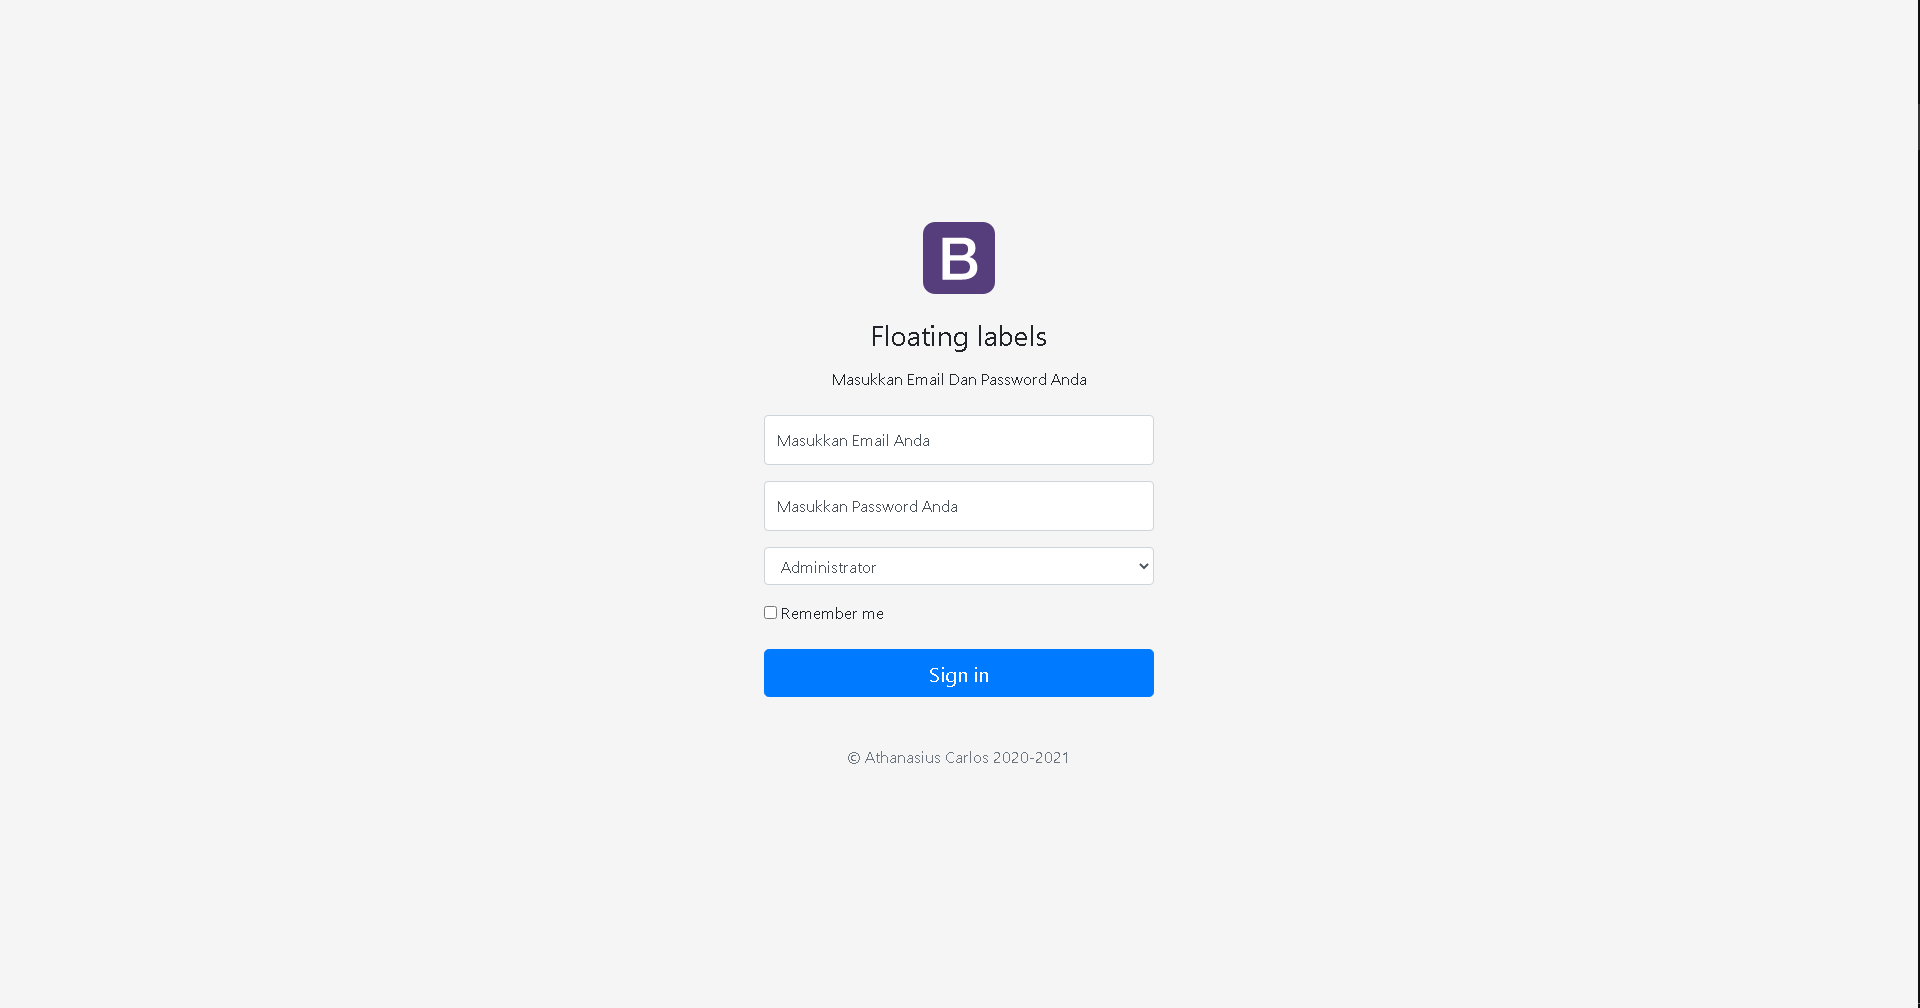 B
Floating labels
Masukkan Email Dan Password Anda
Masukkan Email Anda
Masukkan Password Anda
Administrator
Remember me
Sign in
© Athanasius Carlos 2020-2021